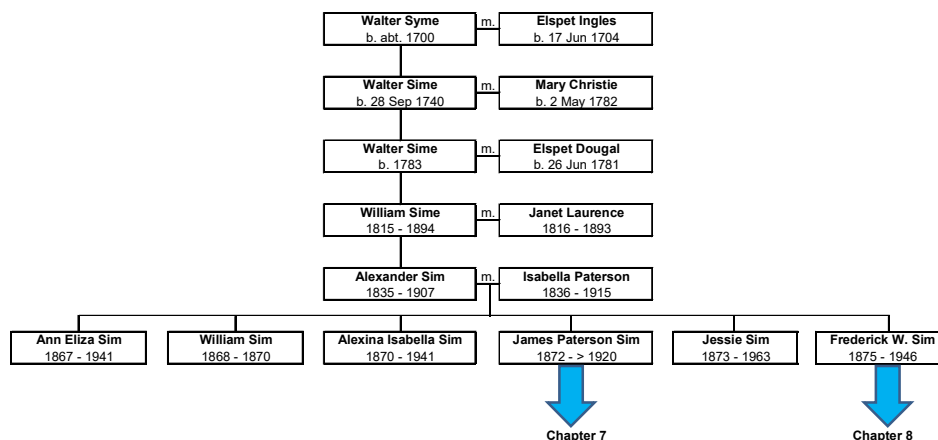 Walter Syme
b. abt. 1700
m.
Elspet Ingles
b. 17 Jun 1704
Walter Sime
b. 28 Sep 1740
m.
Mary Christie
b. 2 May 1782
Walter Sime
b. 1783
m.
Elspet Dougal
b. 26 Jun 1781
William Sime
1815 - 1894
m.
Janet Laurence
1816 - 1893
Alexander Sim
1835 - 1907
m.
Isabella Paterson
1836 - 1915
Ann Eliza Sim
1867 - 1941
William Sim
1868 - 1870
Alexina Isabella Sim
1870 - 1941
James Paterson Sim
1872 - > 1920
Jessie Sim
1873 - 1963
Frederick W. Sim
1875 - 1946
Chapter 7
Chapter 8